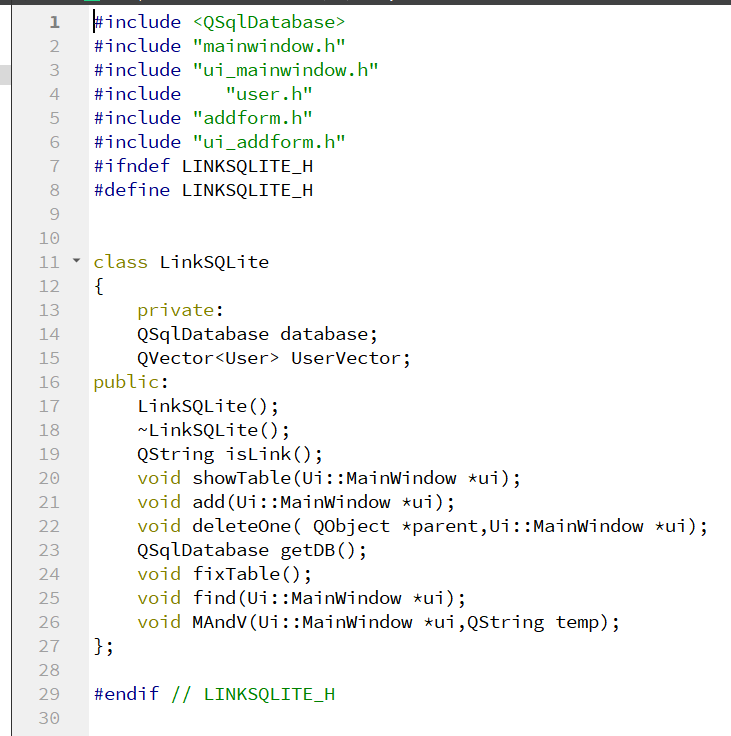 1 #include <QSqlDatabase>
2 #include "mainwindow.h"
3 #include "ui_mainwindow.h"
4 #include    "user.h"
5 #include "addform.h"
6 #include "ui_addform.h"
7 #ifndef LINKSQLITE_H
8 #define LINKSQLITE_H
9
10
11 class LinkSQLite
12 {
13     private:
14     QSqlDatabase database;
15     QVector<User> UserVector;
16 public:
17     LinkSQLite();
18     ~LinkSQLite();
19     QString isLink();
20     void showTable(Ui::MainWindow *ui);
21     void add(Ui::MainWindow *ui);
22     void deleteOne( QObject *parent,Ui::MainWindow *ui);
23     QSqlDatabase getDB();
24     void fixTable();
25     void find(Ui::MainWindow *ui);
26     void MAndV(Ui::MainWindow *ui,QString temp);
27 };
28
29 #endif // LINKSQLITE_H
30